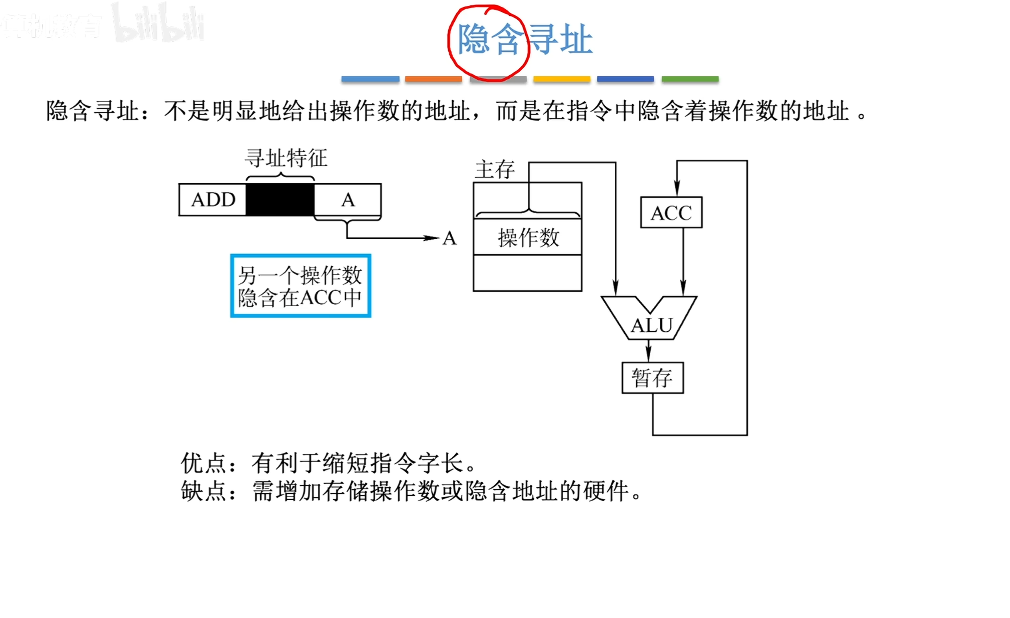 bilibili
隐含寻址
隐含寻址：不是明显地给出操作数的地址，而是在指令中隐含着操作数的地址 。
寻址特征
主存
ADD
A
ACC
A
操作数
另一个操作数
隐含在ACC中
ALU
暂存
优点：有利于缩短指令字长。
缺点：需增加存储操作数或隐含地址的硬件。